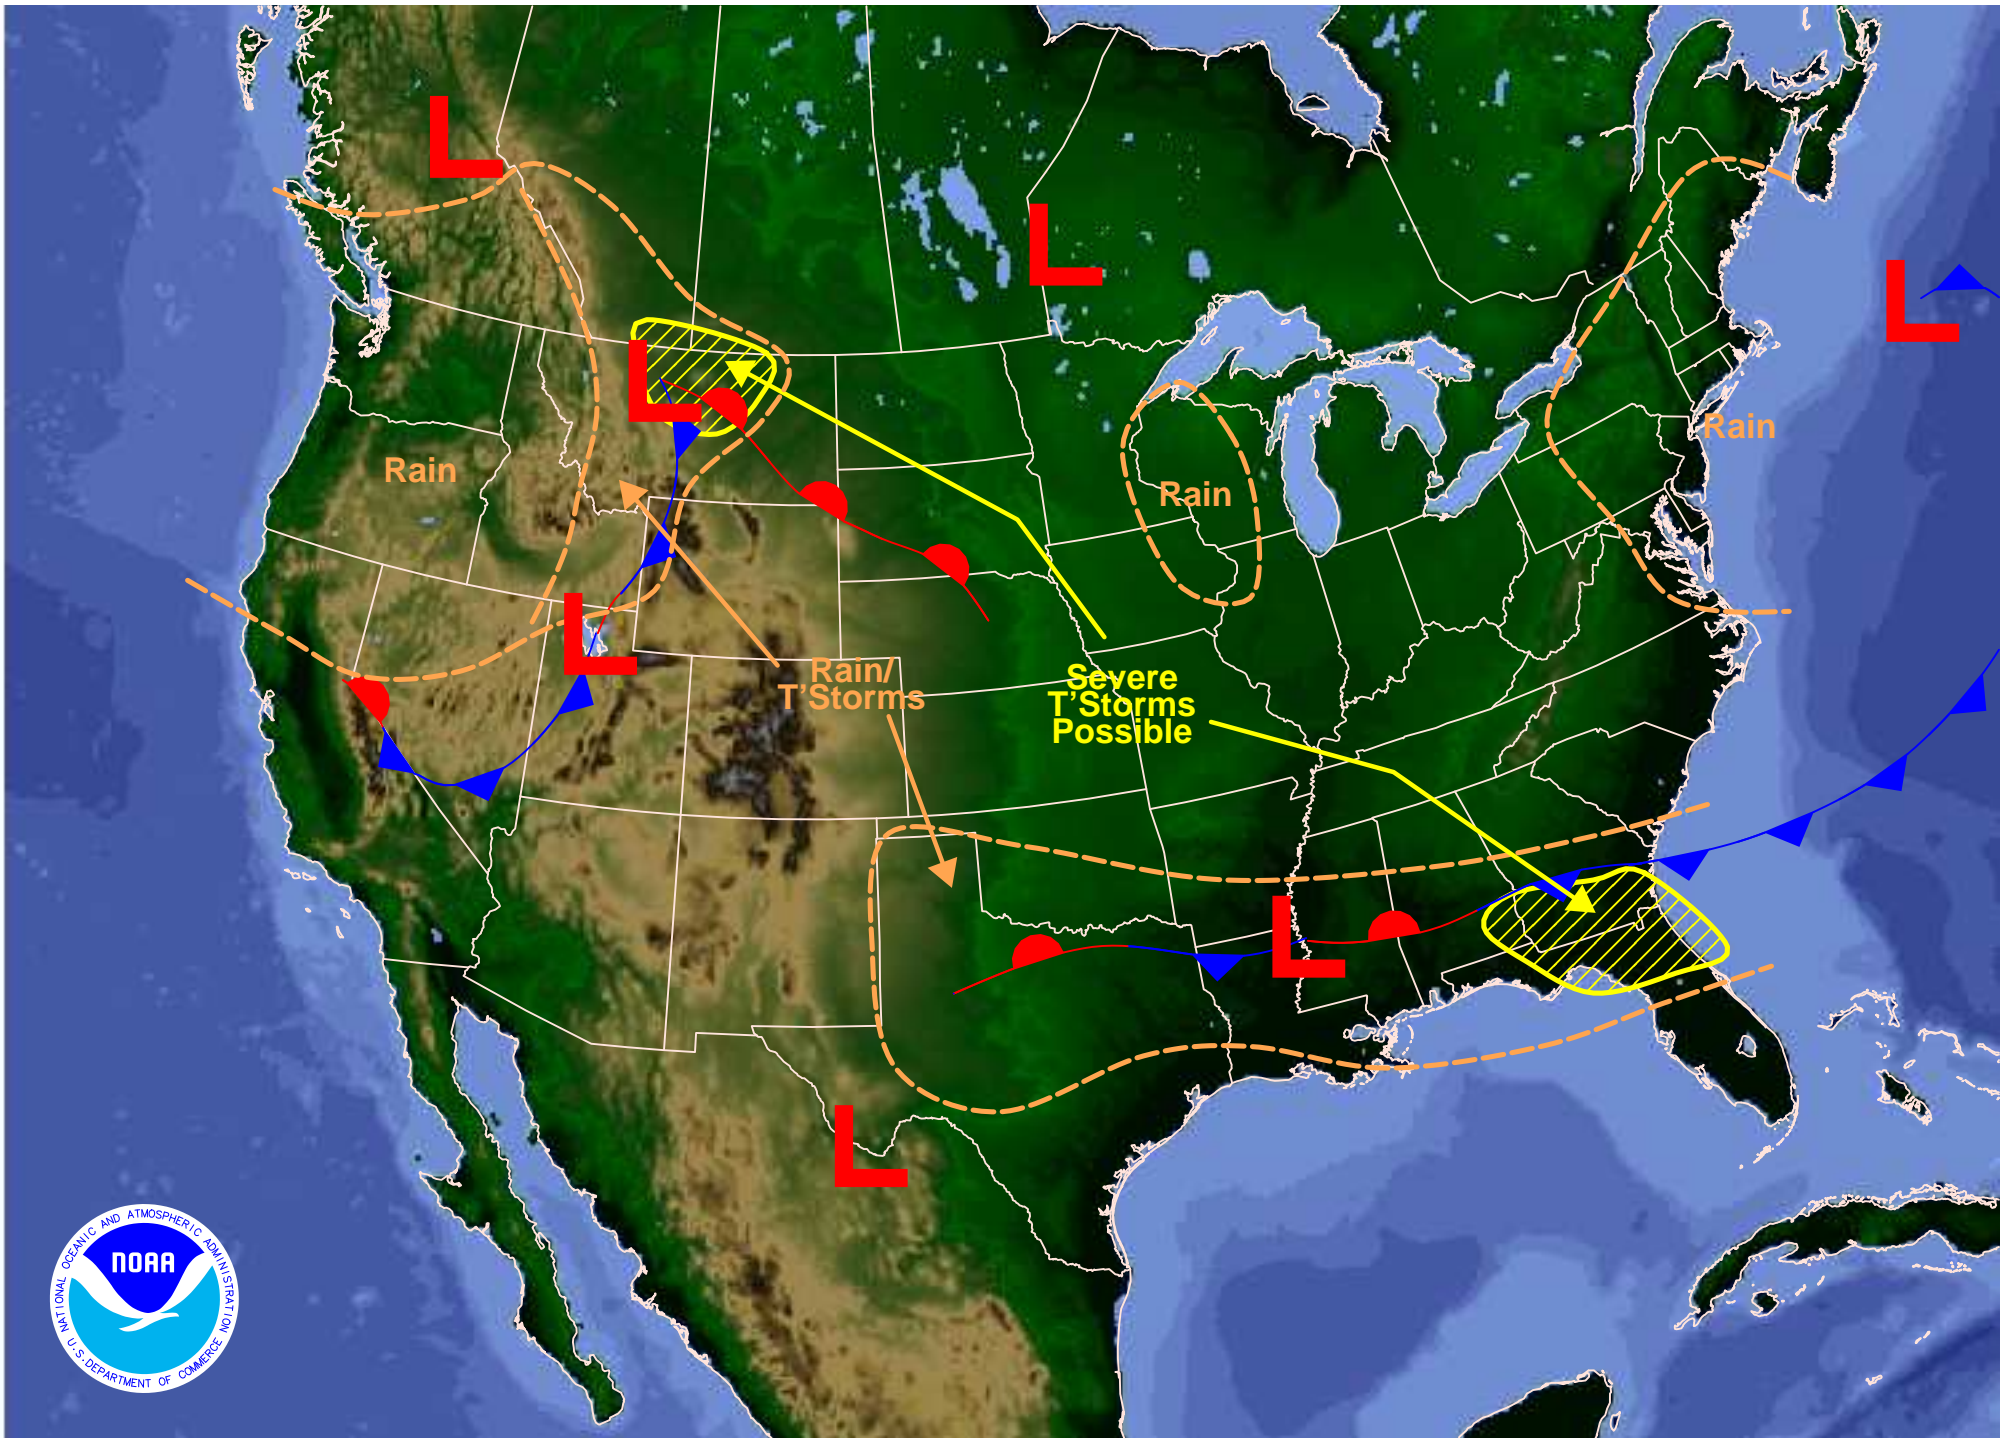 Rain
Rain
Rain
Rain/
T'Storms
Severe
T'Storms
Possible
NOAA
NATIONAL OCEANIC AND ATMOSPHERIC ADMINISTRATION
U.S. DEPARTMENT OF COMMERCE
L
L
L
L
L
L
L
L